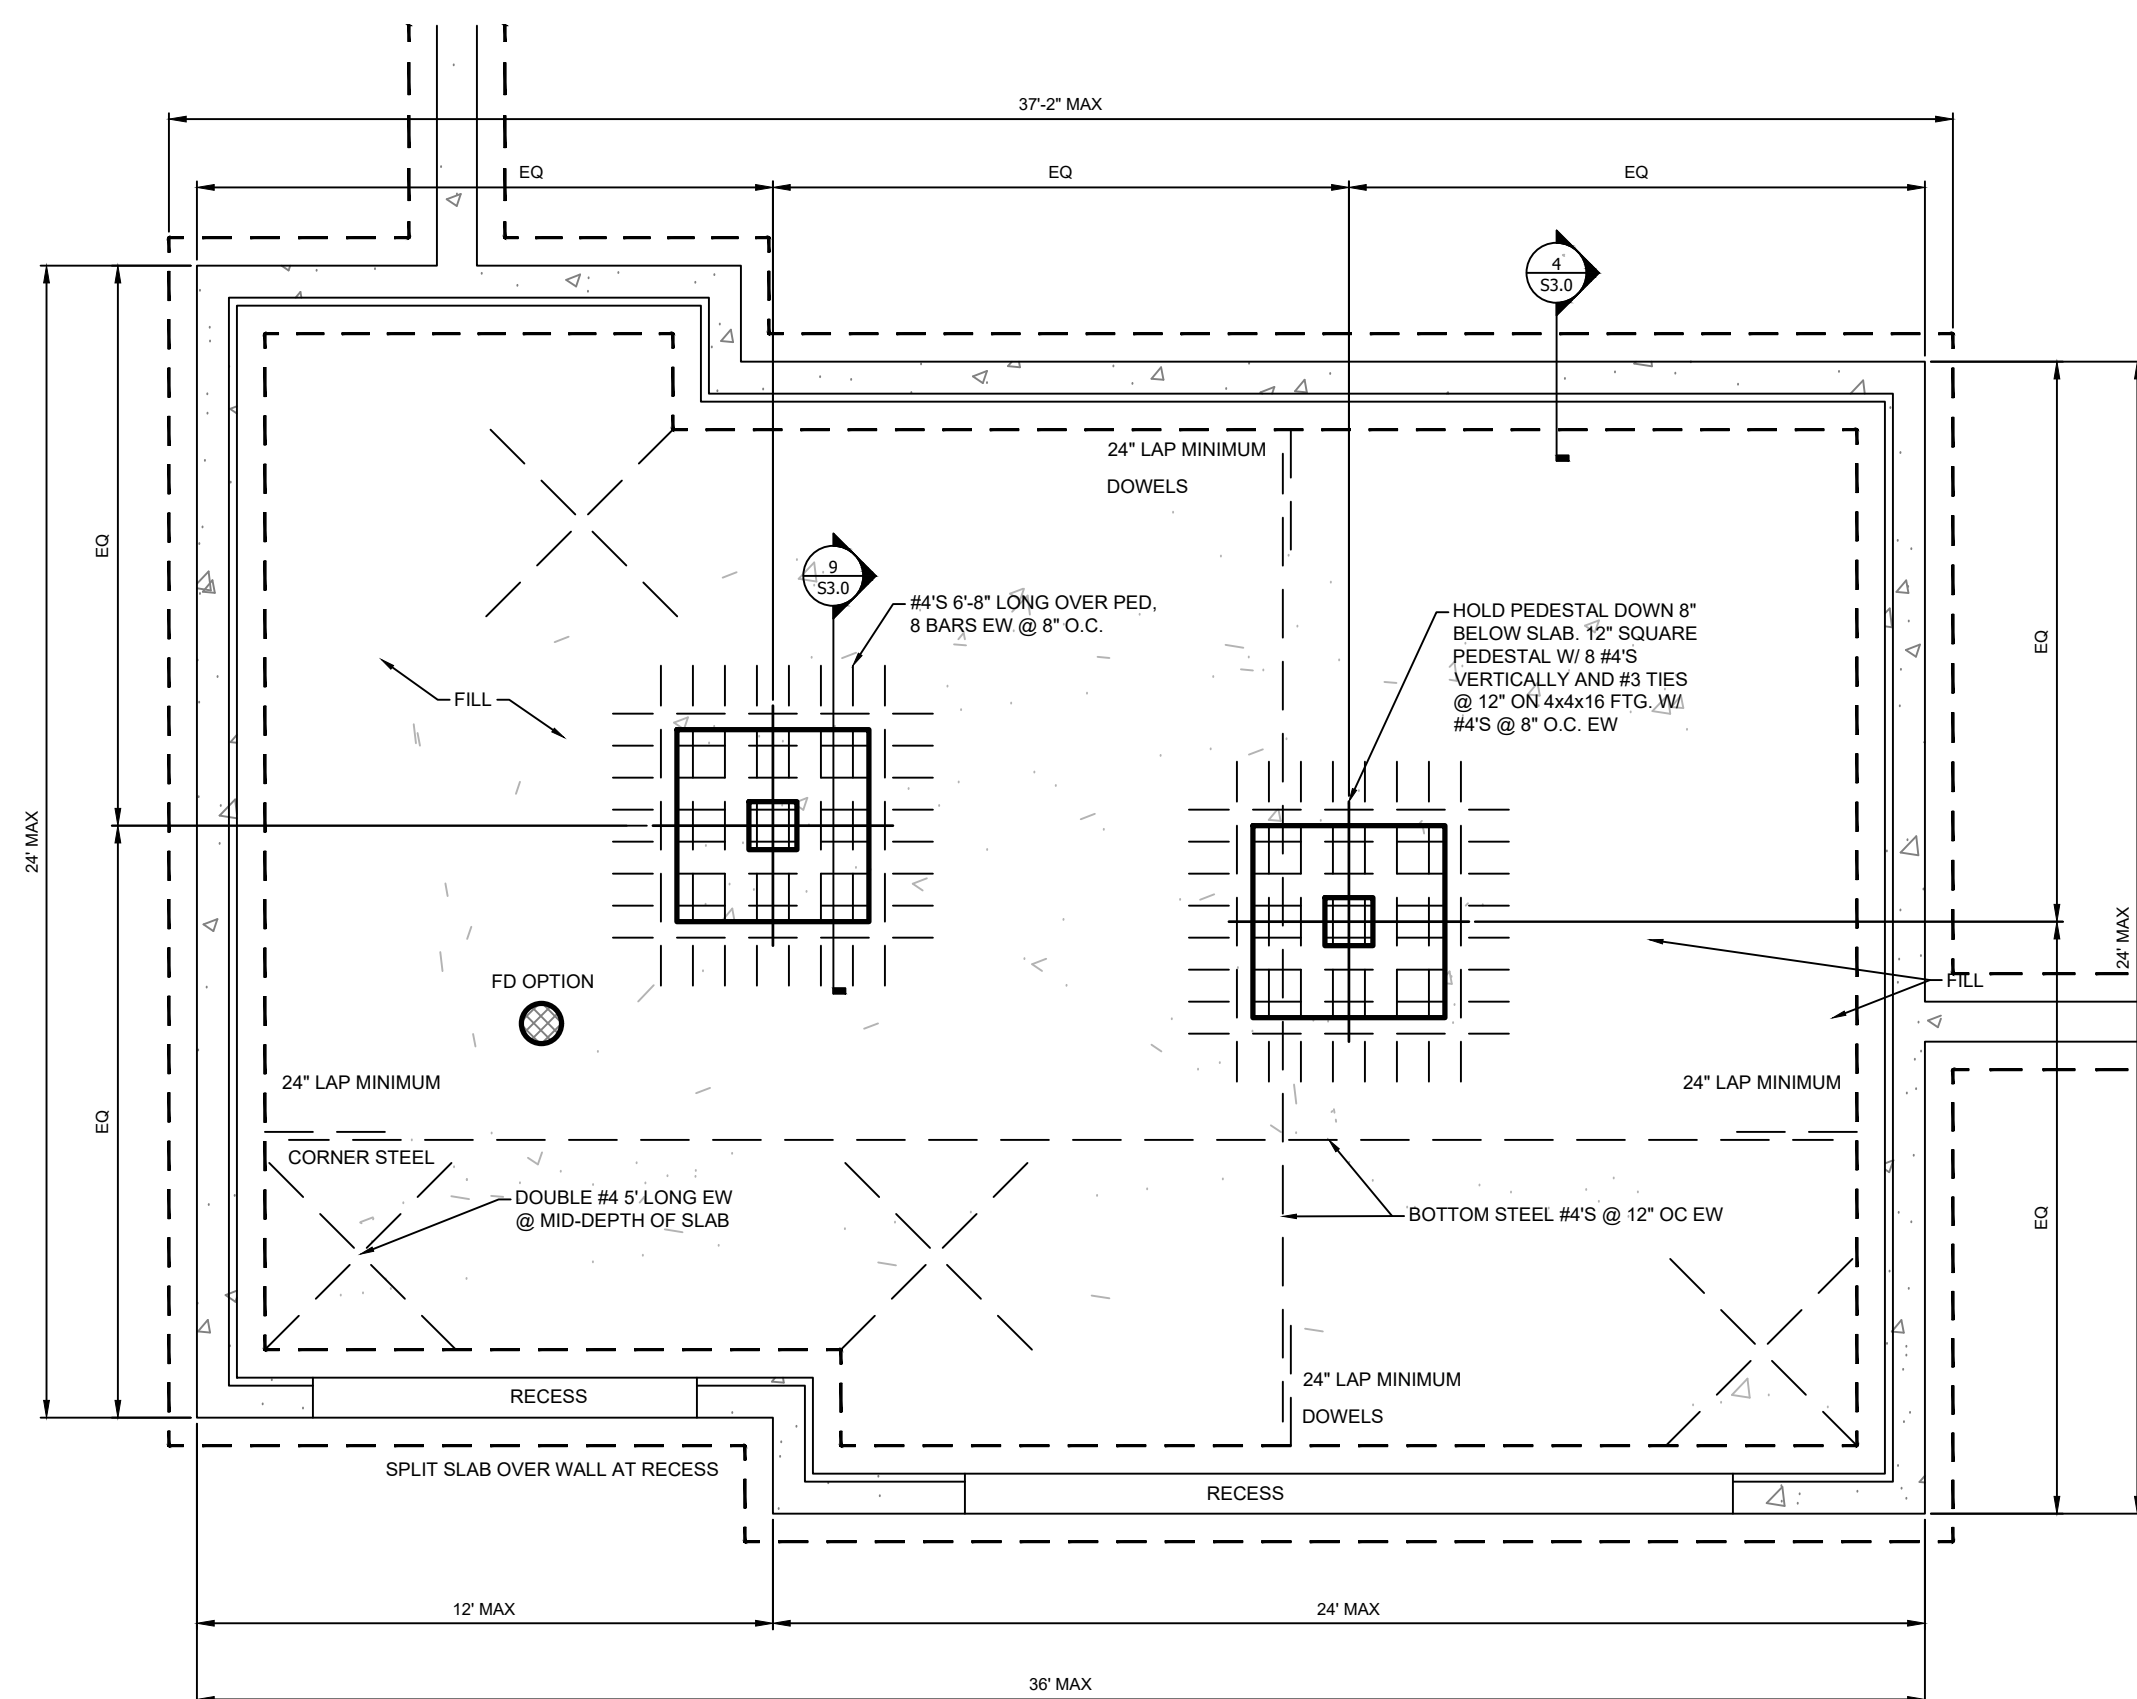 37'-2" MAX
EQ
EQ
EQ
4
S3.0
24" LAP MINIMUM
DOWELS
EQ
9
S3.0
#4'S 6'-8" LONG OVER PED,
8 BARS EW @ 8" O.C.
HOLD PEDESTAL DOWN 8"
BELOW SLAB. 12" SQUARE
PEDESTAL W/ 8 #4'S
VERTICALLY AND #3 TIES
@ 12" ON 4x4x16 FTG. W/
#4'S @ 8" O.C. EW
EQ
FILL
24' MAX
24' MAX
FD OPTION
FILL
24" LAP MINIMUM
24" LAP MINIMUM
EQ
CORNER STEEL
DOUBLE #4 5' LONG EW
@ MID-DEPTH OF SLAB
BOTTOM STEEL #4'S @ 12" OC EW
EQ
24" LAP MINIMUM
DOWELS
RECESS
SPLIT SLAB OVER WALL AT RECESS
RECESS
12' MAX
24' MAX
36' MAX